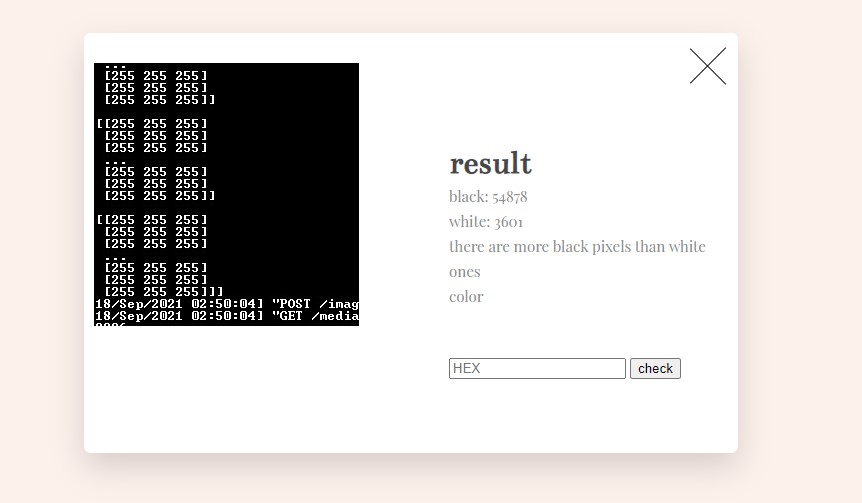 ...
[255 255 255]
[255 255 255]
[255 255 255]]
[[255 255 255]
[255 255 255]
[255 255 255]
...
[255 255 255]
[255 255 255]
[255 255 255]]
[[255 255 255]
[255 255 255]
[255 255 255]
...
[255 255 255]
[255 255 255]
[255 255 255]]]
18/Sep/2021 02:50:04] "POST /imag
18/Sep/2021 02:50:04] "GET /media
result
black: 54878
white: 3601
there are more black pixels than white
ones
color
HEX
check